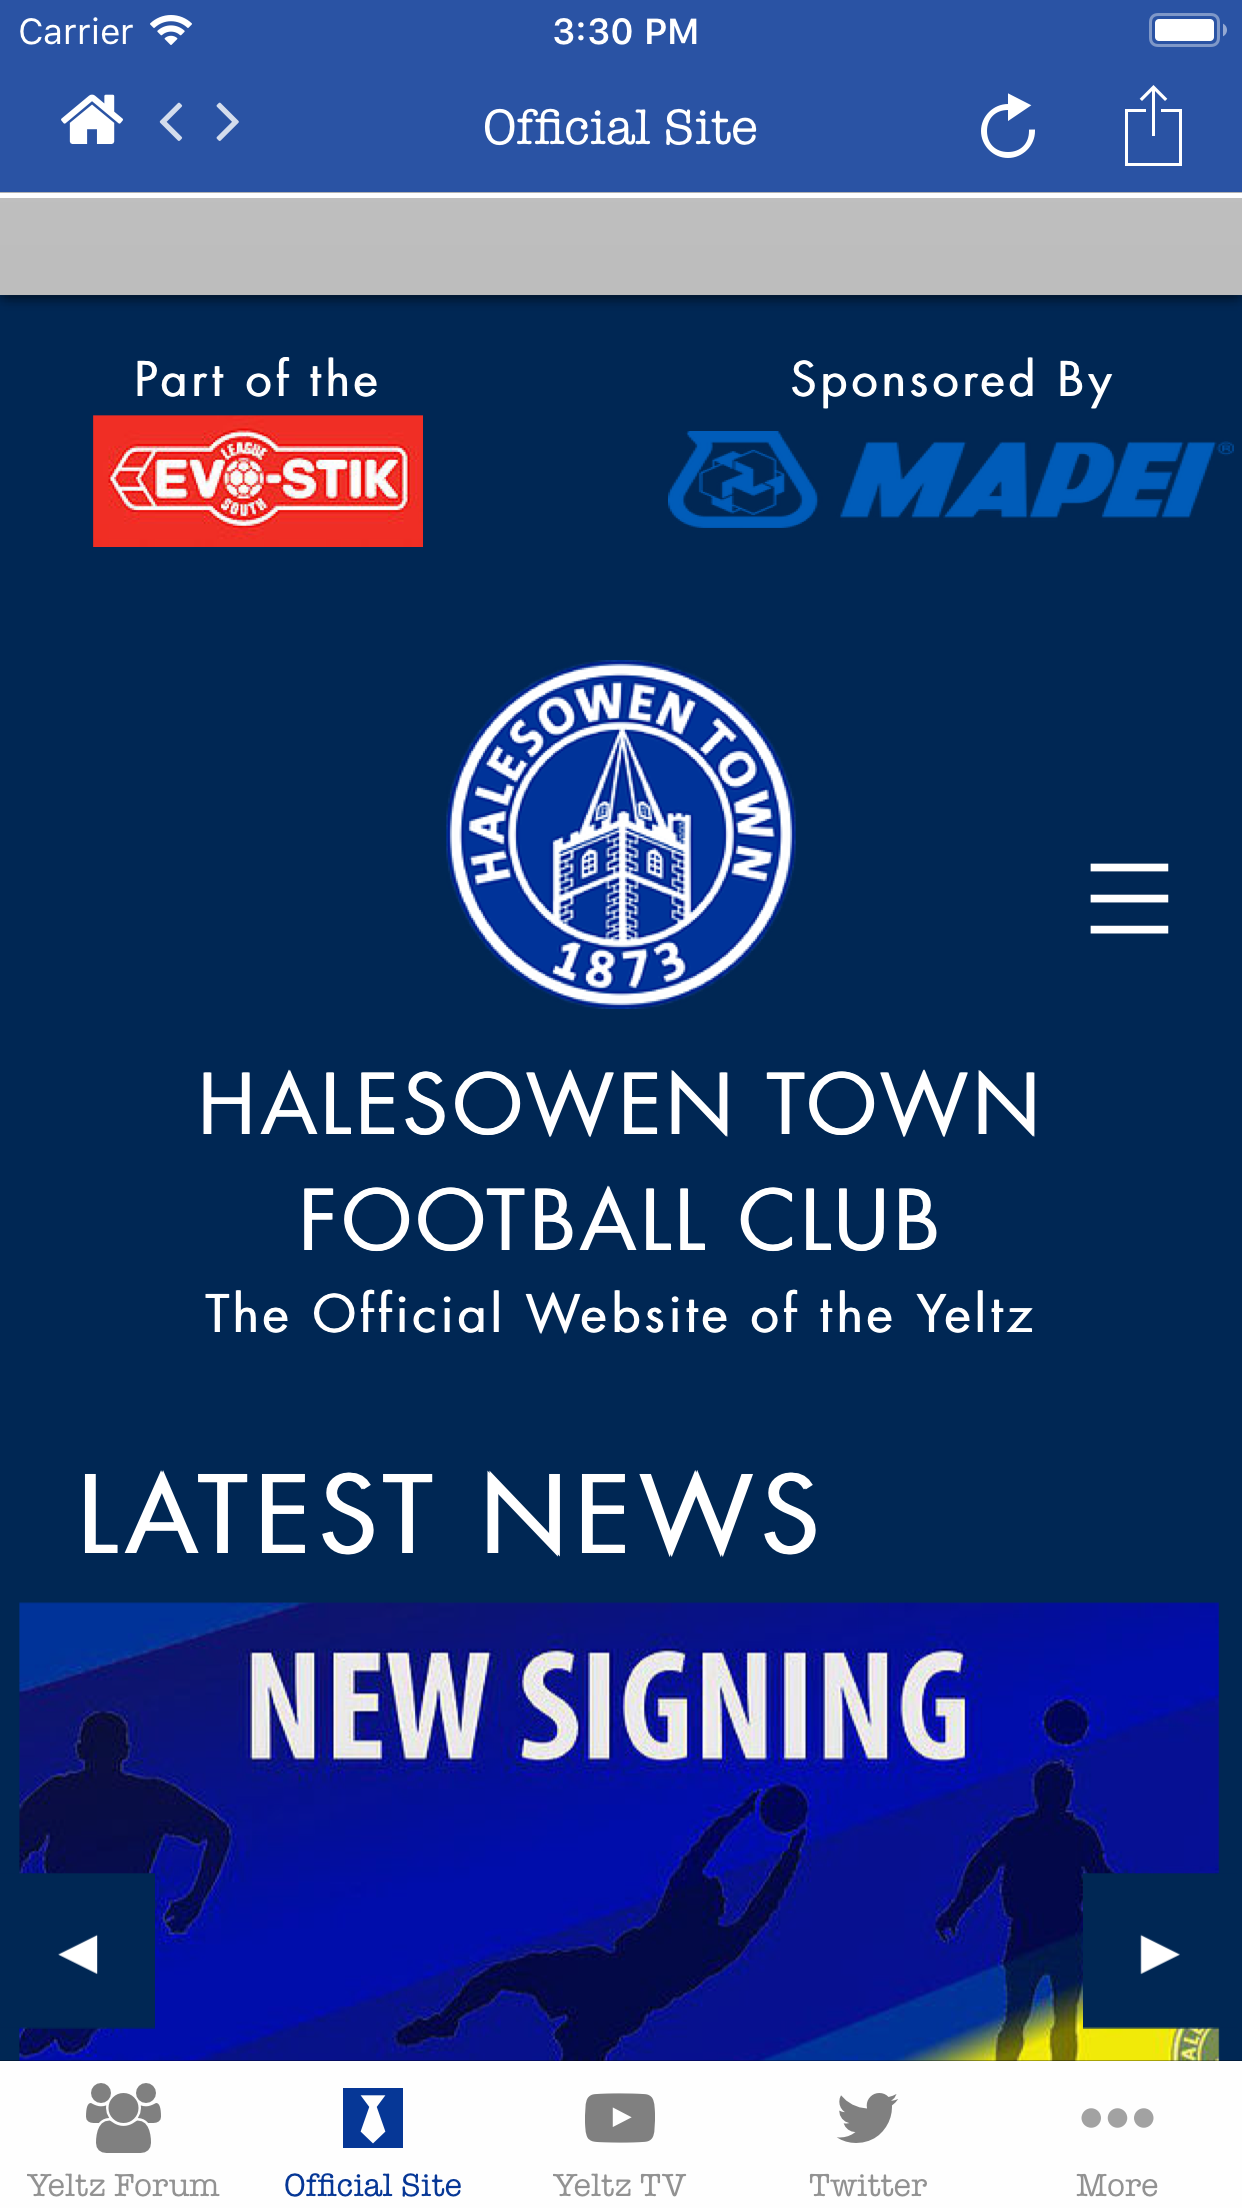 Carrier
3:30 PM
Official Site
Part of the
Sponsored By
LEAGUE
EVO-STIK
SOUTH
MAPEI®
HALESOWEN TOWN
1873
HALESOWEN TOWN
FOOTBALL CLUB
The Official Website of the Yeltz
LATEST NEWS
NEW SIGNING
Yeltz Forum
Official Site
Yeltz TV
Twitter
More